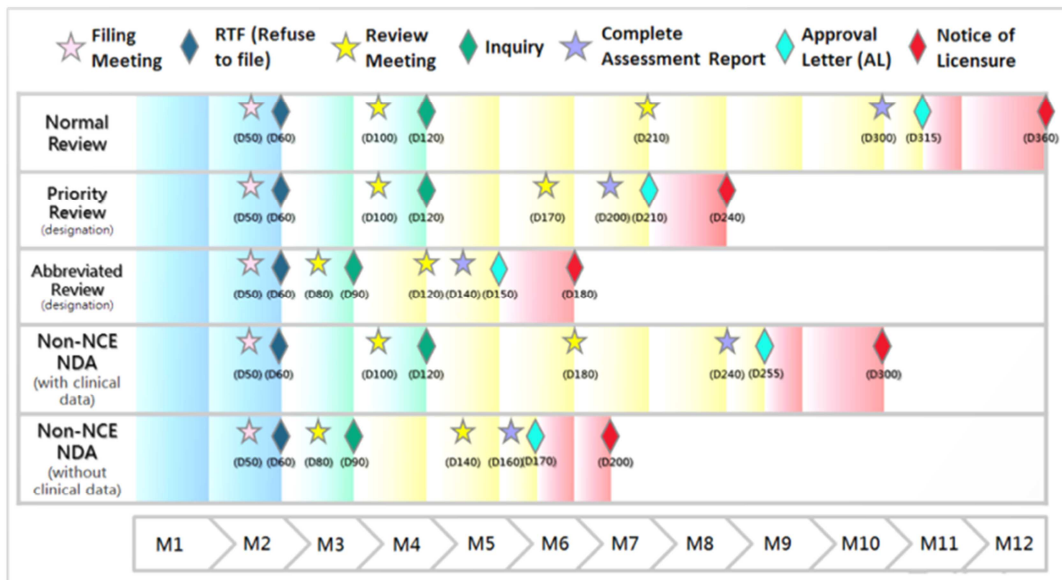 Filing Meeting
RTF (Refuse to file)
Review Meeting
Inquiry
Complete Assessment Report
Approval Letter (AL)
Notice of Licensure
Normal Review
(D50) (D60) (D100) (D120) (D210) (D300) (D315) (D360)
Priority Review
(designation)
(D50) (D60) (D100) (D120) (D170) (D200) (D210) (D240)
Abbreviated Review
(designation)
(D50) (D60) (D80) (D90) (D120) (D140) (D150) (D180)
Non-NCE NDA
(with clinical data)
(D50) (D60) (D100) (D120) (D180) (D240) (D255) (D300)
Non-NCE NDA
(without clinical data)
(D50) (D60) (D80) (D90) (D140) (D160) (D170) (D200)
M1 M2 M3 M4 M5 M6 M7 M8 M9 M10 M11 M12